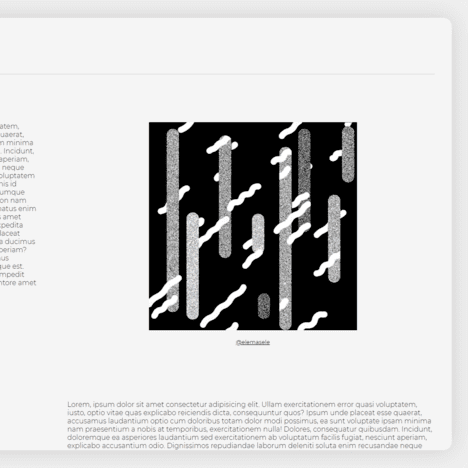 atem,
uaerat,
m minima
. Incidunt,
aperiam,
neque
oluptatem
nis id
umque
on nam
natus enim
s amet
xpedita
laceat
a ducimus
periam?
us
que est.
mpedit
ntore amet
@elemasele
Lorem, ipsum dolor sit amet consectetur adipisicing elit. Ullam exercitationem error quasi voluptatem,
iusto, optio vitae quas explicabo reiciendis dicta, consequuntur quos? Ipsum unde placeat esse quaerat,
accusamus laudantium optio cum doloribus totam dolor modi possimus, ea sunt voluptate ipsam minima
nam praesentium a nobis at temporibus, exercitationem nulla! Dolores, consequatur quibusdam. Incidunt,
doloremque ea asperiores laudantium sed exercitationem ab voluptatum facilis fugiat, nesciunt aperiam,
explicabo accusantium odio. Dignissimos repudiandae laborum deleniti soluta enim recusandae neque